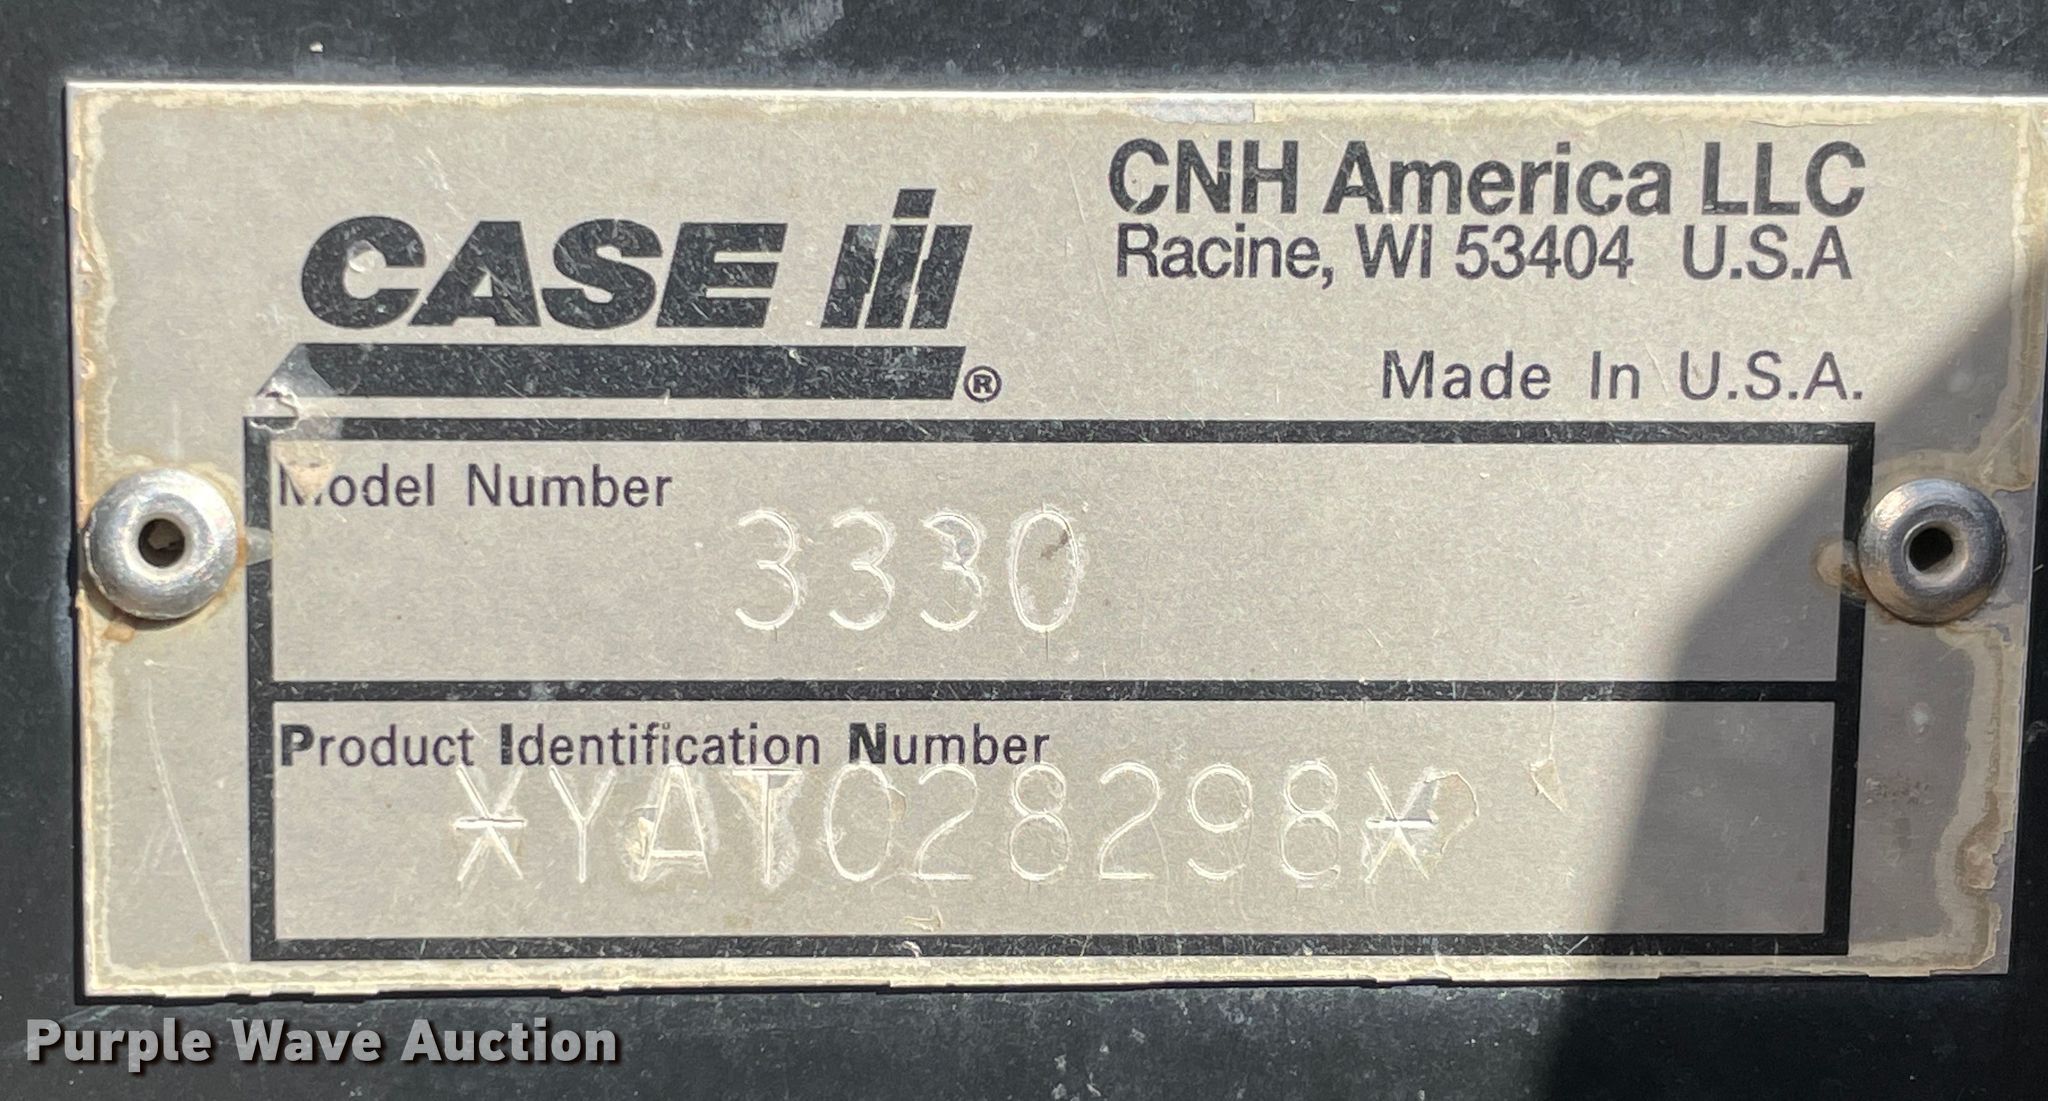 CASE IH ®
CNH America LLC
Racine, WI 53404 U.S.A
Made In U.S.A.
Model Number
3330
Product Identification Number
*YAT028298*
Purple Wave Auction